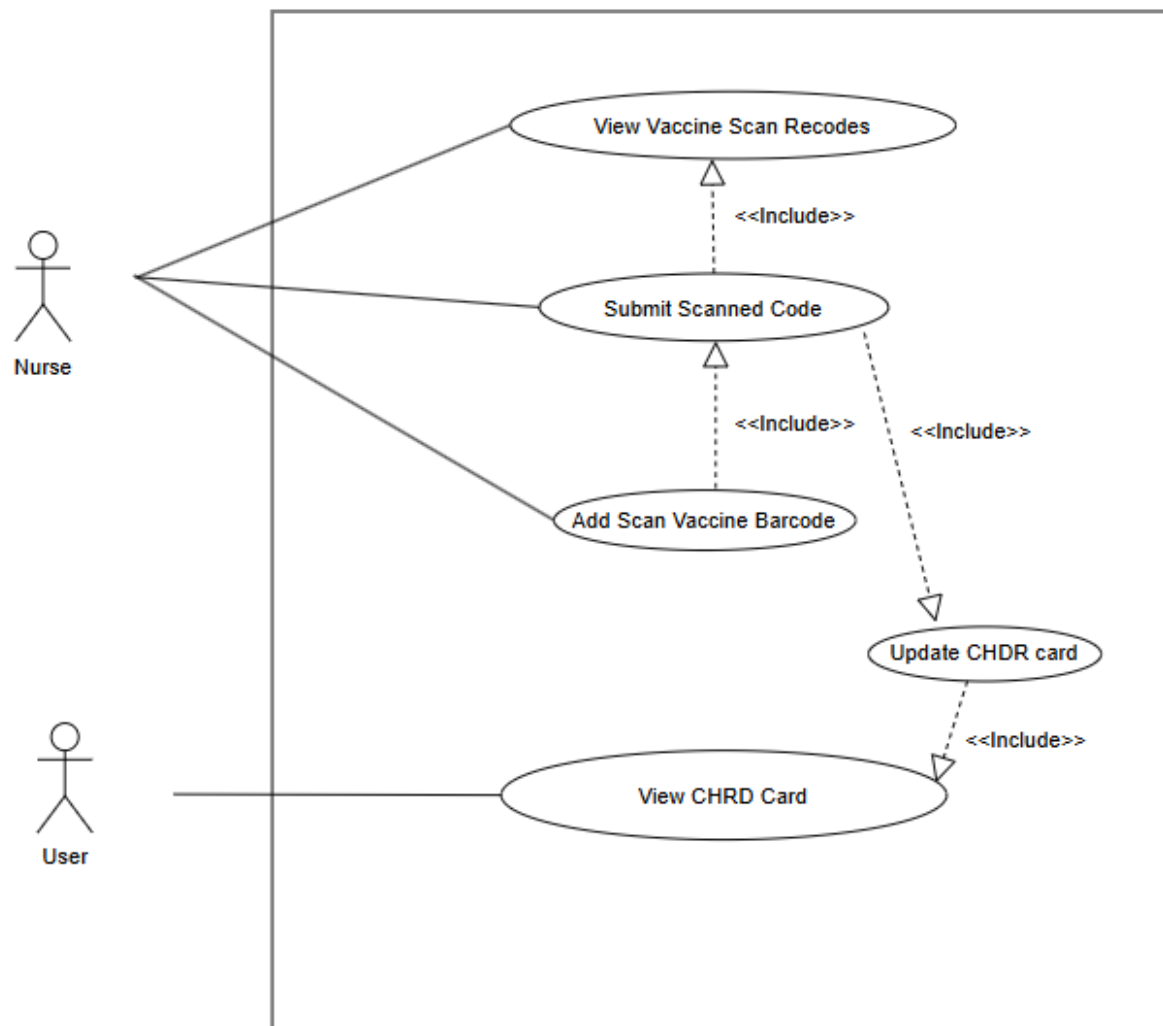 View Vaccine Scan Recodes
<<Include>>
Submit Scanned Code
Nurse
<<Include>>
<<Include>>
Add Scan Vaccine Barcode
Update CHDR card
<<Include>>
View CHRD Card
User